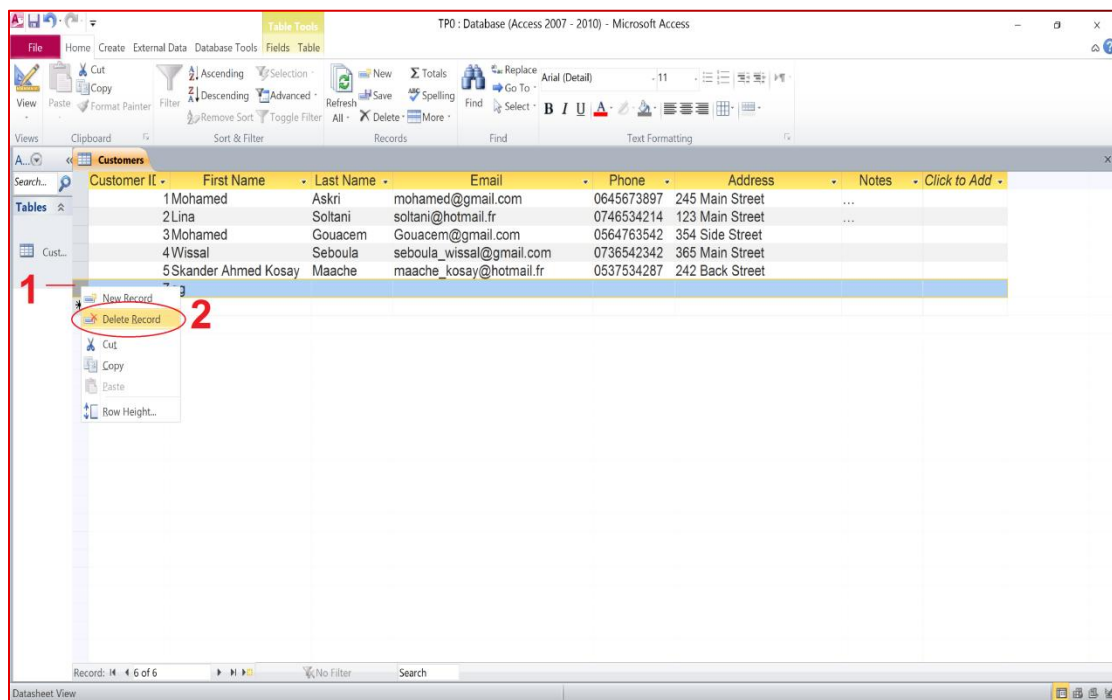 Table Tools
TP0 : Database (Access 2007 - 2010) - Microsoft Access
File Home Create External Data Database Tools Fields Table
View
Views
Paste
Cut
Copy
Format Painter
Clipboard
Filter
Ascending
Descending
Remove Sort
Selection
Advanced
Toggle Filter
Sort & Filter
Refresh All
New
Save
Delete
Totals
Spelling
More
Records
Find
Replace
Go To
Select
Find
Arial (Detail) 11
B I U A
Text Formatting
A...
Customers
Search...
Tables
Cust...
Customer ID First Name Last Name Email Phone Address Notes Click to Add
1 Mohamed Askri mohamed@gmail.com 0645673897 245 Main Street ...
2 Lina Soltani soltani@hotmail.fr 0746534214 123 Main Street ...
3 Mohamed Gouacem Gouacem@gmail.com 0564763542 354 Side Street
4 Wissal Seboula seboula_wissal@gmail.com 0736542342 365 Main Street
5 Skander Ahmed Kosay Maache maache_kosay@hotmail.fr 0537534287 242 Back Street
1
New Record
Delete Record
2
Cut
Copy
Paste
Row Height...
Record: 6 of 6 No Filter Search
Datasheet View